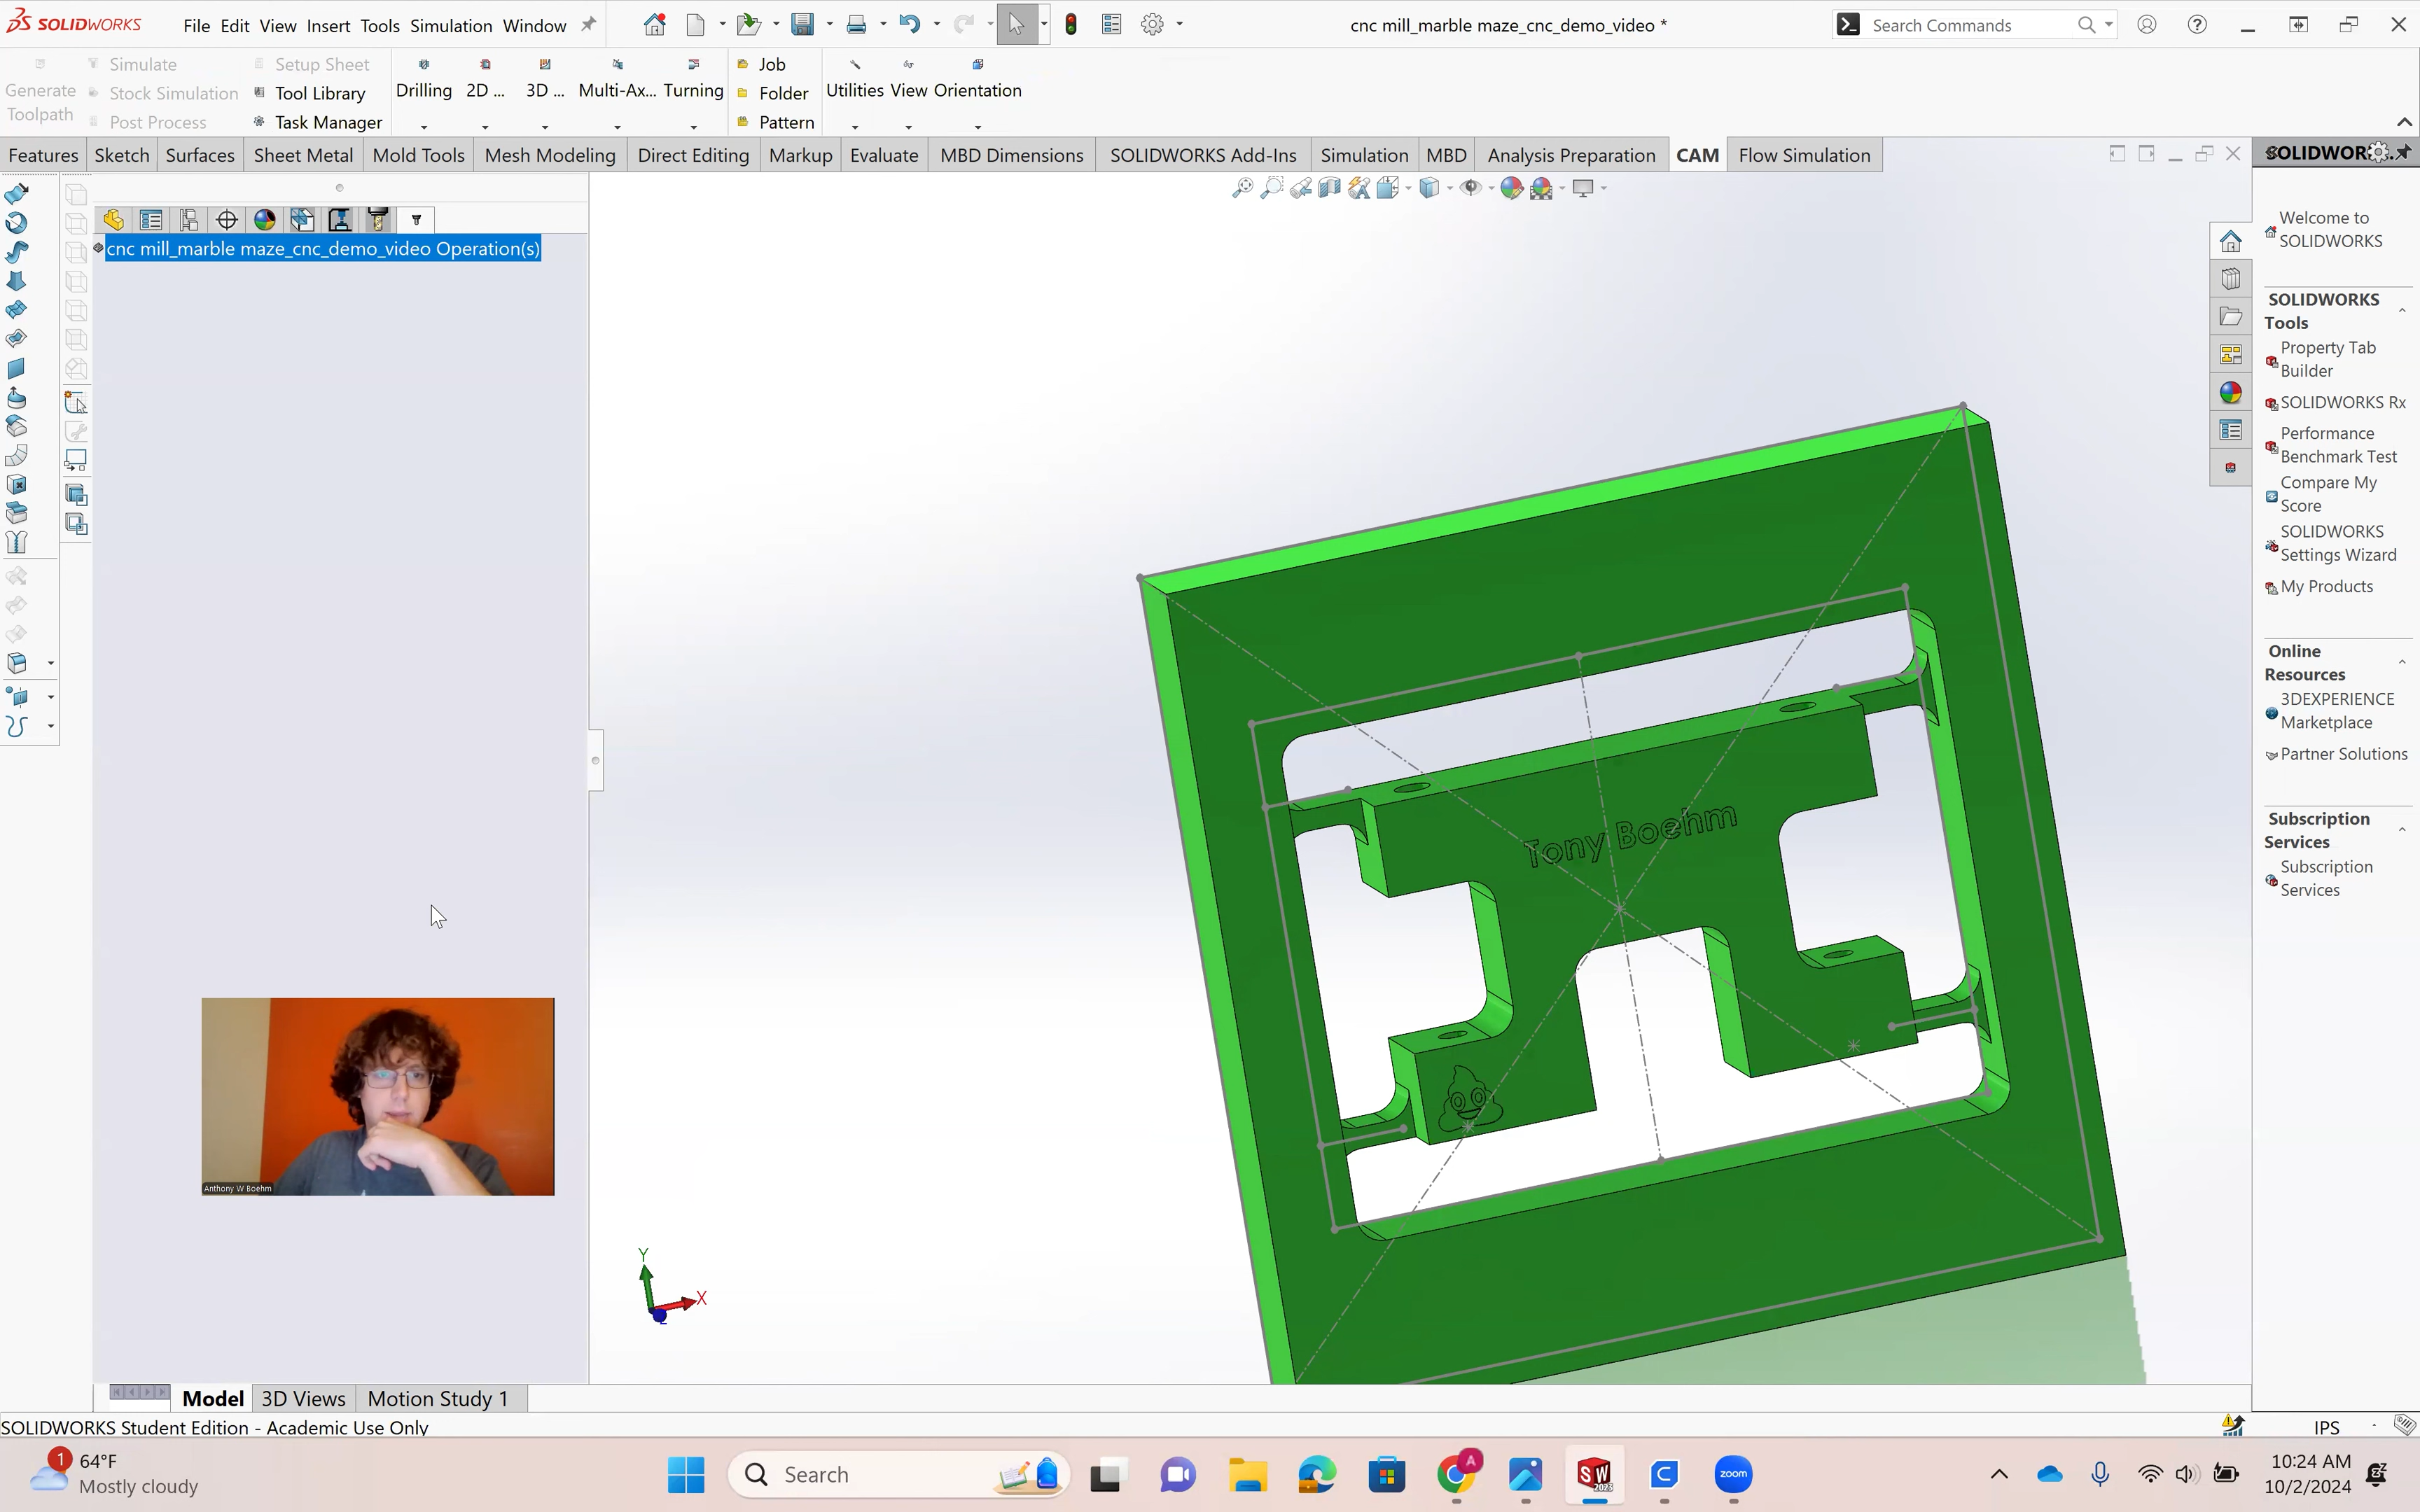 SOLIDWORKS File Edit View Insert Tools Simulation Window
cnc mill_marble maze_cnc_demo_video *
Search Commands
Generate Toolpath
Simulate
Stock Simulation
Post Process
Setup Sheet
Tool Library
Task Manager
Drilling 2D ... 3D ... Multi-Ax... Turning
Job
Folder
Pattern
Utilities View Orientation
Features Sketch Surfaces Sheet Metal Mold Tools Mesh Modeling Direct Editing Markup Evaluate MBD Dimensions SOLIDWORKS Add-Ins Simulation MBD Analysis Preparation CAM Flow Simulation
cnc mill_marble maze_cnc_demo_video Operation(s)
Tony Boehm
Anthony W Boehm
Y
X
Welcome to
SOLIDWORKS
SOLIDWORKS
Tools
Property Tab
Builder
SOLIDWORKS Rx
Performance
Benchmark Test
Compare My
Score
SOLIDWORKS
Settings Wizard
My Products
Online
Resources
3DEXPERIENCE
Marketplace
Partner Solutions
Subscription
Services
Subscription
Services
Model 3D Views Motion Study 1
SOLIDWORKS Student Edition - Academic Use Only
IPS -
1
64°F
Mostly cloudy
Search
A
SW
2023
zoom
10:24 AM
10/2/2024